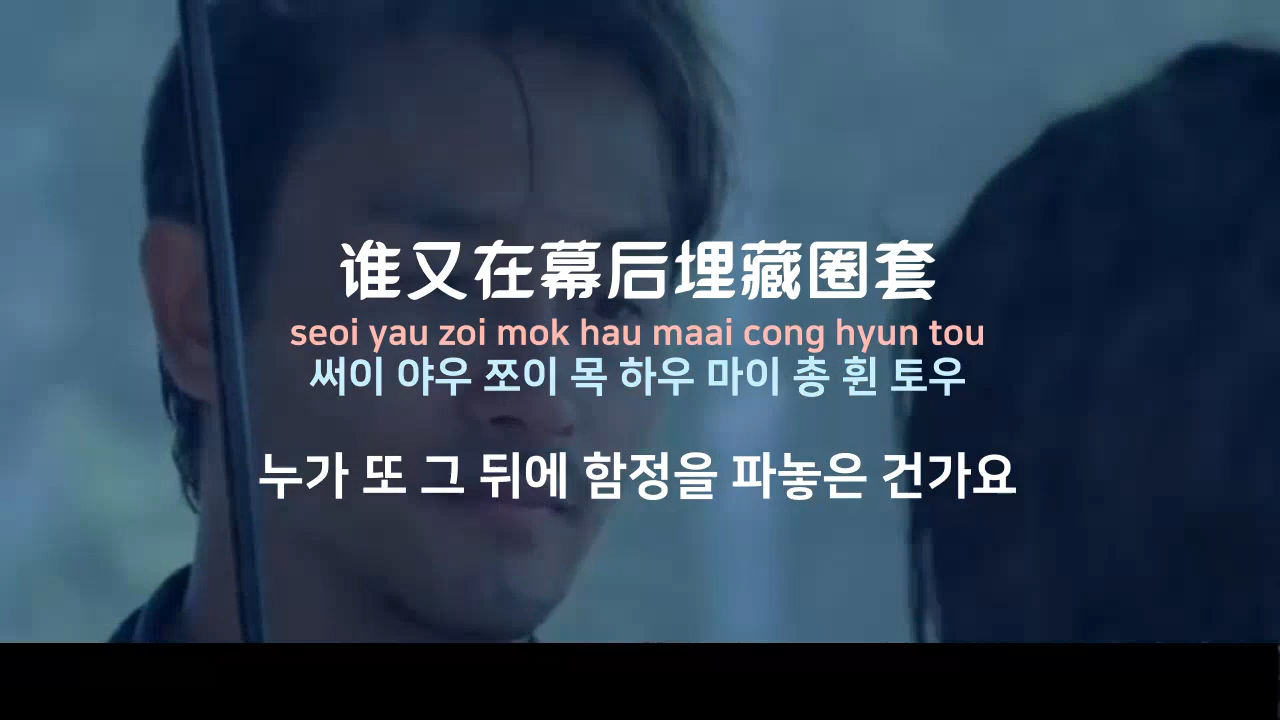 谁又在幕后埋藏圈套
seoi yau zoi mok hau maai cong hyun tou
써이 야우 쪼이 목 하우 마이 총 휜 토우
누가 또 그 뒤에 함정을 파놓은 건가요